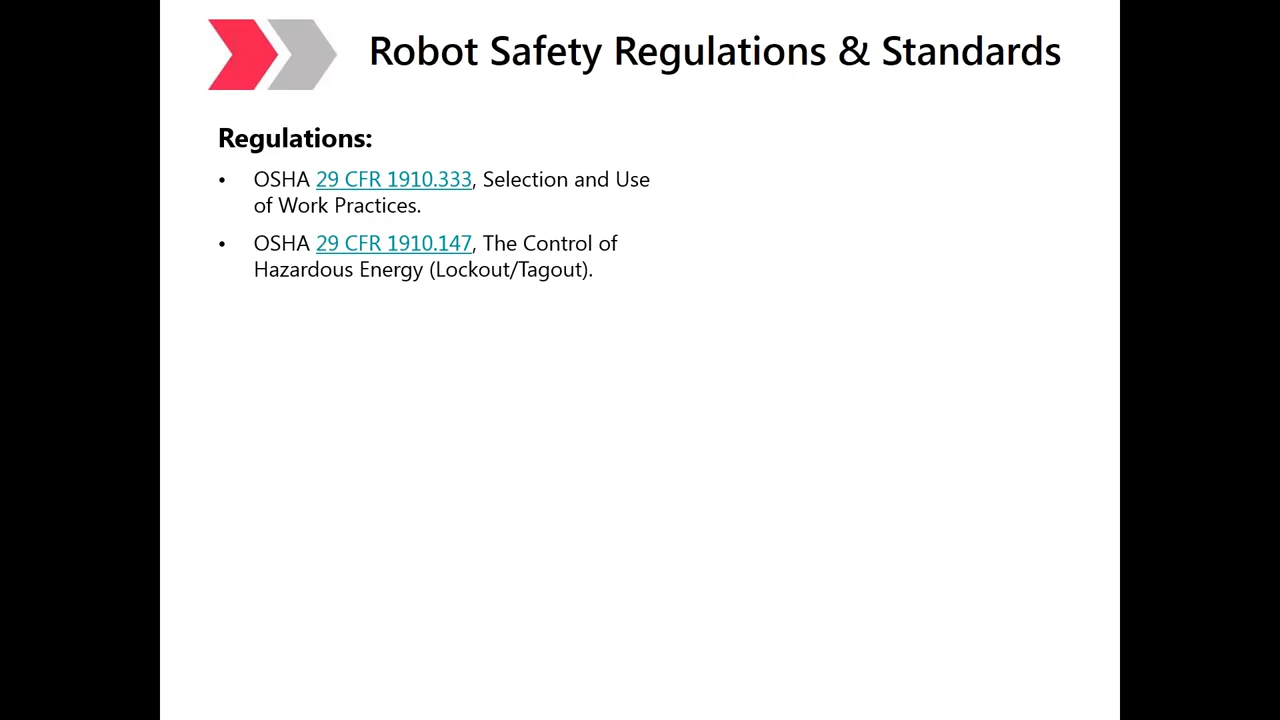 Robot Safety Regulations & Standards
Regulations:
• OSHA 29 CFR 1910.333, Selection and Use
of Work Practices.
• OSHA 29 CFR 1910.147, The Control of
Hazardous Energy (Lockout/Tagout).